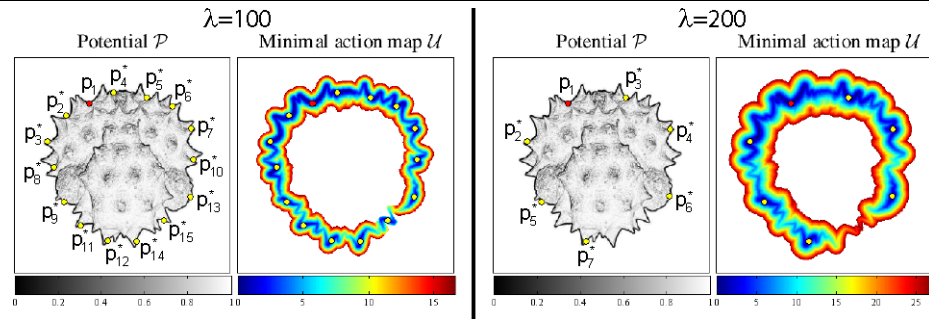 λ=100
Potential P
Minimal action map U
p1
p2*
p3*
p4*
p5*
p6*
p7*
p8*
p9*
p10*
p11*
p12*
p13*
p14*
p15*
0 0.2 0.4 0.6 0.8 1
0 5 10 15
λ=200
Potential P
Minimal action map U
p1
p2*
p3*
p4*
p5*
p6*
p7*
0 0.2 0.4 0.6 0.8 1
0 5 10 15 20 25